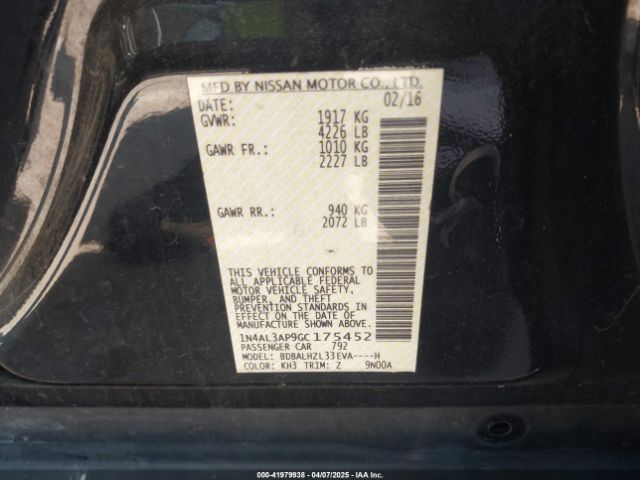 MFD BY NISSAN MOTOR CO., LTD.
DATE: 02/16
GVWR: 1917 KG
4226 LB
GAWR FR.: 1010 KG
2227 LB
GAWR RR.: 940 KG
2072 LB
THIS VEHICLE CONFORMS TO
ALL APPLICABLE FEDERAL
MOTOR VEHICLE SAFETY,
BUMPER, AND THEFT
PREVENTION STANDARDS IN
EFFECT ON THE DATE OF
MANUFACTURE SHOWN ABOVE.
1N4AL3AP9GC175452
PASSENGER CAR 792
MODEL: BDBALHZL33EVA----H
COLOR: KH3 TRIM: Z 9N00A
000-41979938 - 04/07/2025 - IAA Inc.